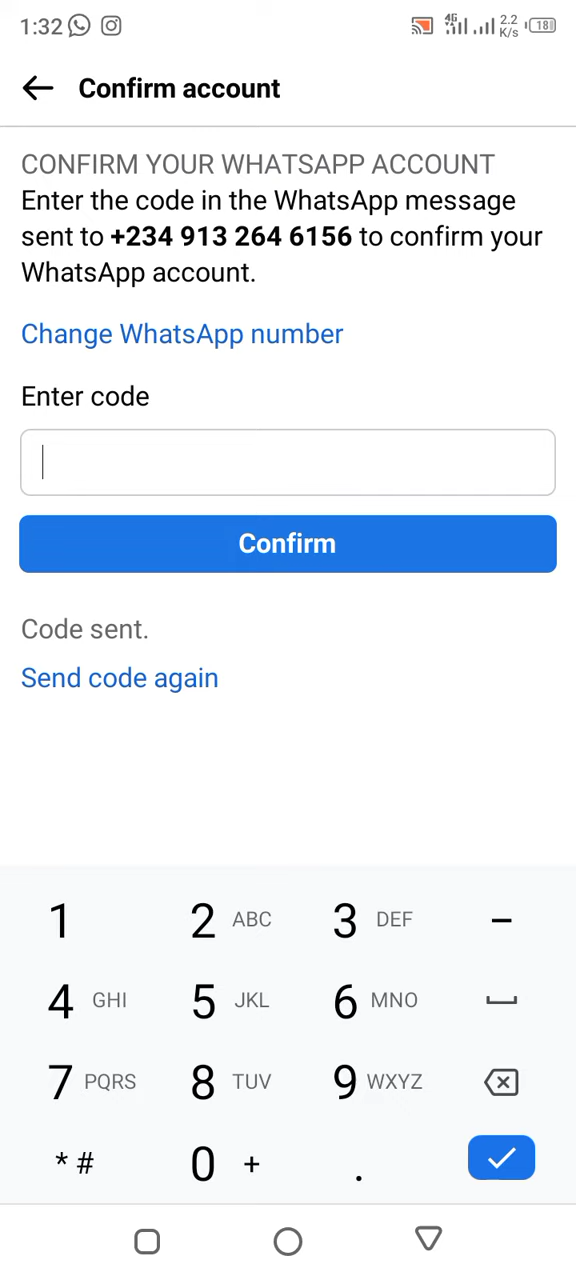 1:32 4G 2.2 K/s 18
Confirm account
CONFIRM YOUR WHATSAPP ACCOUNT
Enter the code in the WhatsApp message
sent to +234 913 264 6156 to confirm your
WhatsApp account.
Change WhatsApp number
Enter code
Confirm
Code sent.
Send code again
1 2 ABC 3 DEF –
4 GHI 5 JKL 6 MNO
7 PQRS 8 TUV 9 WXYZ
* # 0 + .